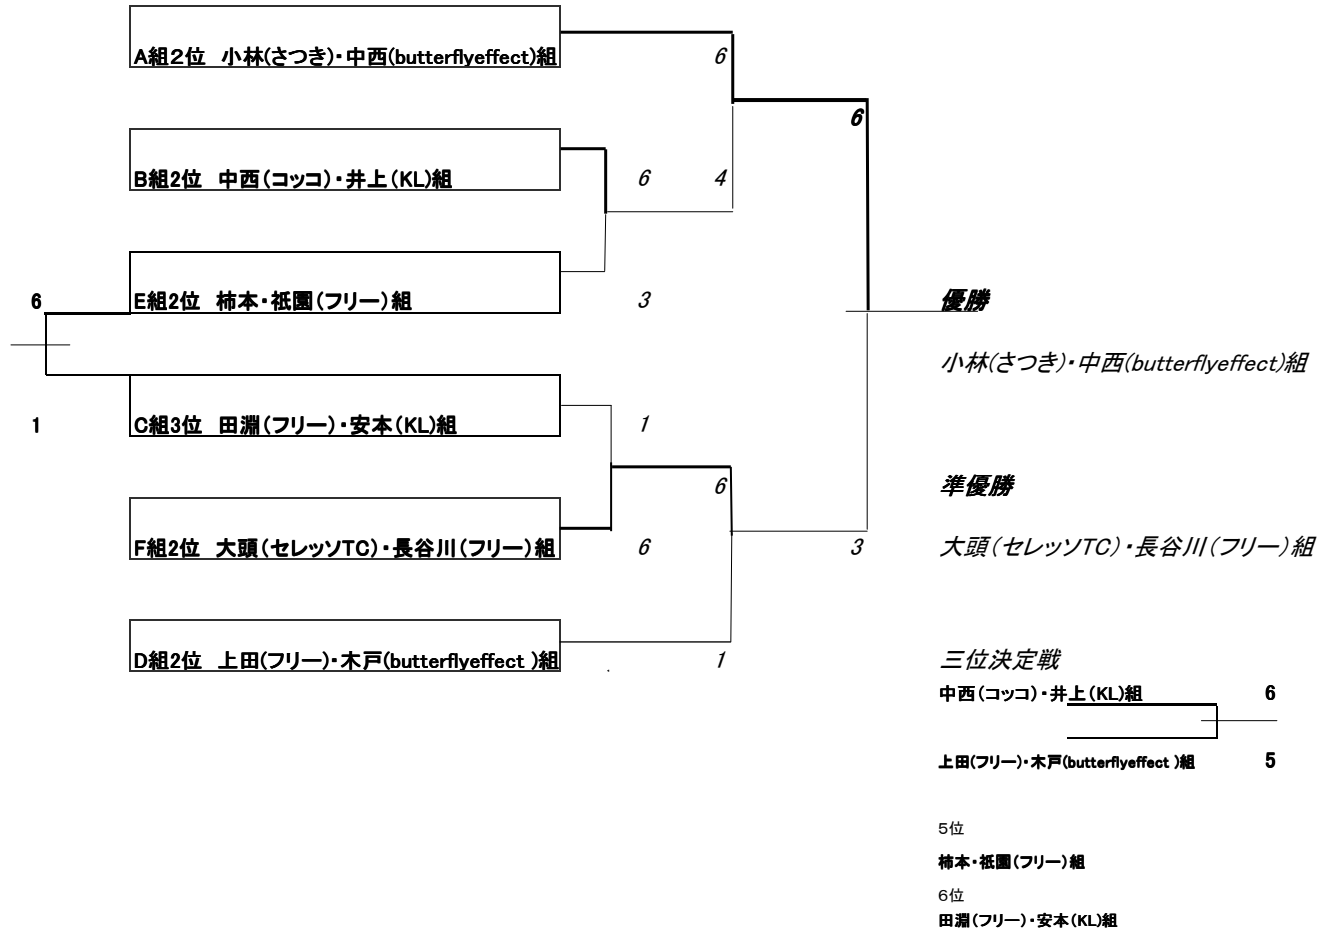 A組2位 小林(さつき)・中西(butterflyeffect)組
6
6
B組2位 中西(コッコ)・井上(KL)組
6
4
6
E組2位 柿本・祇園(フリー)組
3
優勝
小林(さつき)・中西(butterflyeffect)組
1
C組3位 田淵(フリー)・安本(KL)組
1
6
準優勝
F組2位 大頭(セレッソTC)・長谷川(フリー)組
6
3
大頭(セレッソTC)・長谷川(フリー)組
D組2位 上田(フリー)・木戸(butterflyeffect )組
1
三位決定戦
中西(コッコ)・井上(KL)組
6
上田(フリー)・木戸(butterflyeffect )組
5
5位
柿本・祇園(フリー)組
6位
田淵(フリー)・安本(KL)組